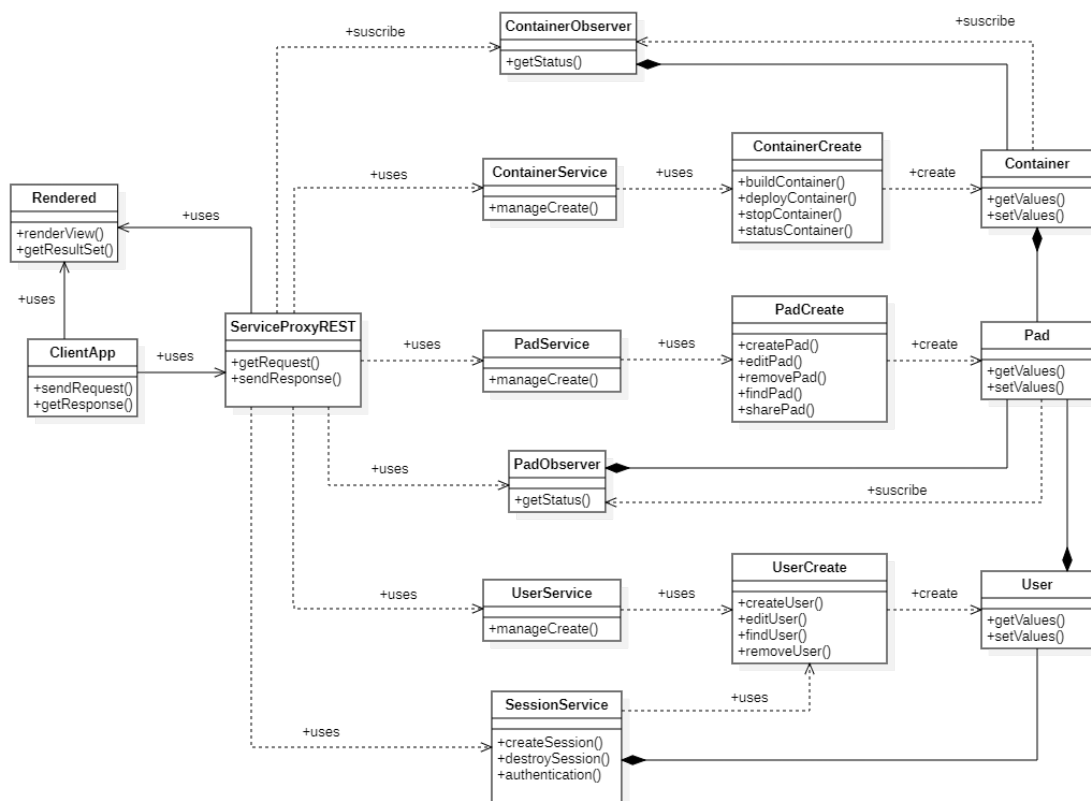 +suscribe
ContainerObserver
+getStatus()
+suscribe
ContainerService
+manageCreate()
+uses
+uses
ContainerCreate
+buildContainer()
+deployContainer()
+stopContainer()
+statusContainer()
+create
Container
+getValues()
+setValues()
Rendered
+renderView()
+getResultSet()
+uses
+uses
ClientApp
+sendRequest()
+getResponse()
+uses
ServiceProxyREST
+getRequest()
+sendResponse()
+uses
PadService
+manageCreate()
+uses
PadCreate
+createPad()
+editPad()
+removePad()
+findPad()
+sharePad()
+create
Pad
+getValues()
+setValues()
+uses
PadObserver
+getStatus()
+suscribe
+uses
UserService
+manageCreate()
+uses
UserCreate
+createUser()
+editUser()
+findUser()
+removeUser()
+create
User
+getValues()
+setValues()
+uses
SessionService
+createSession()
+destroySession()
+authentication()
+uses